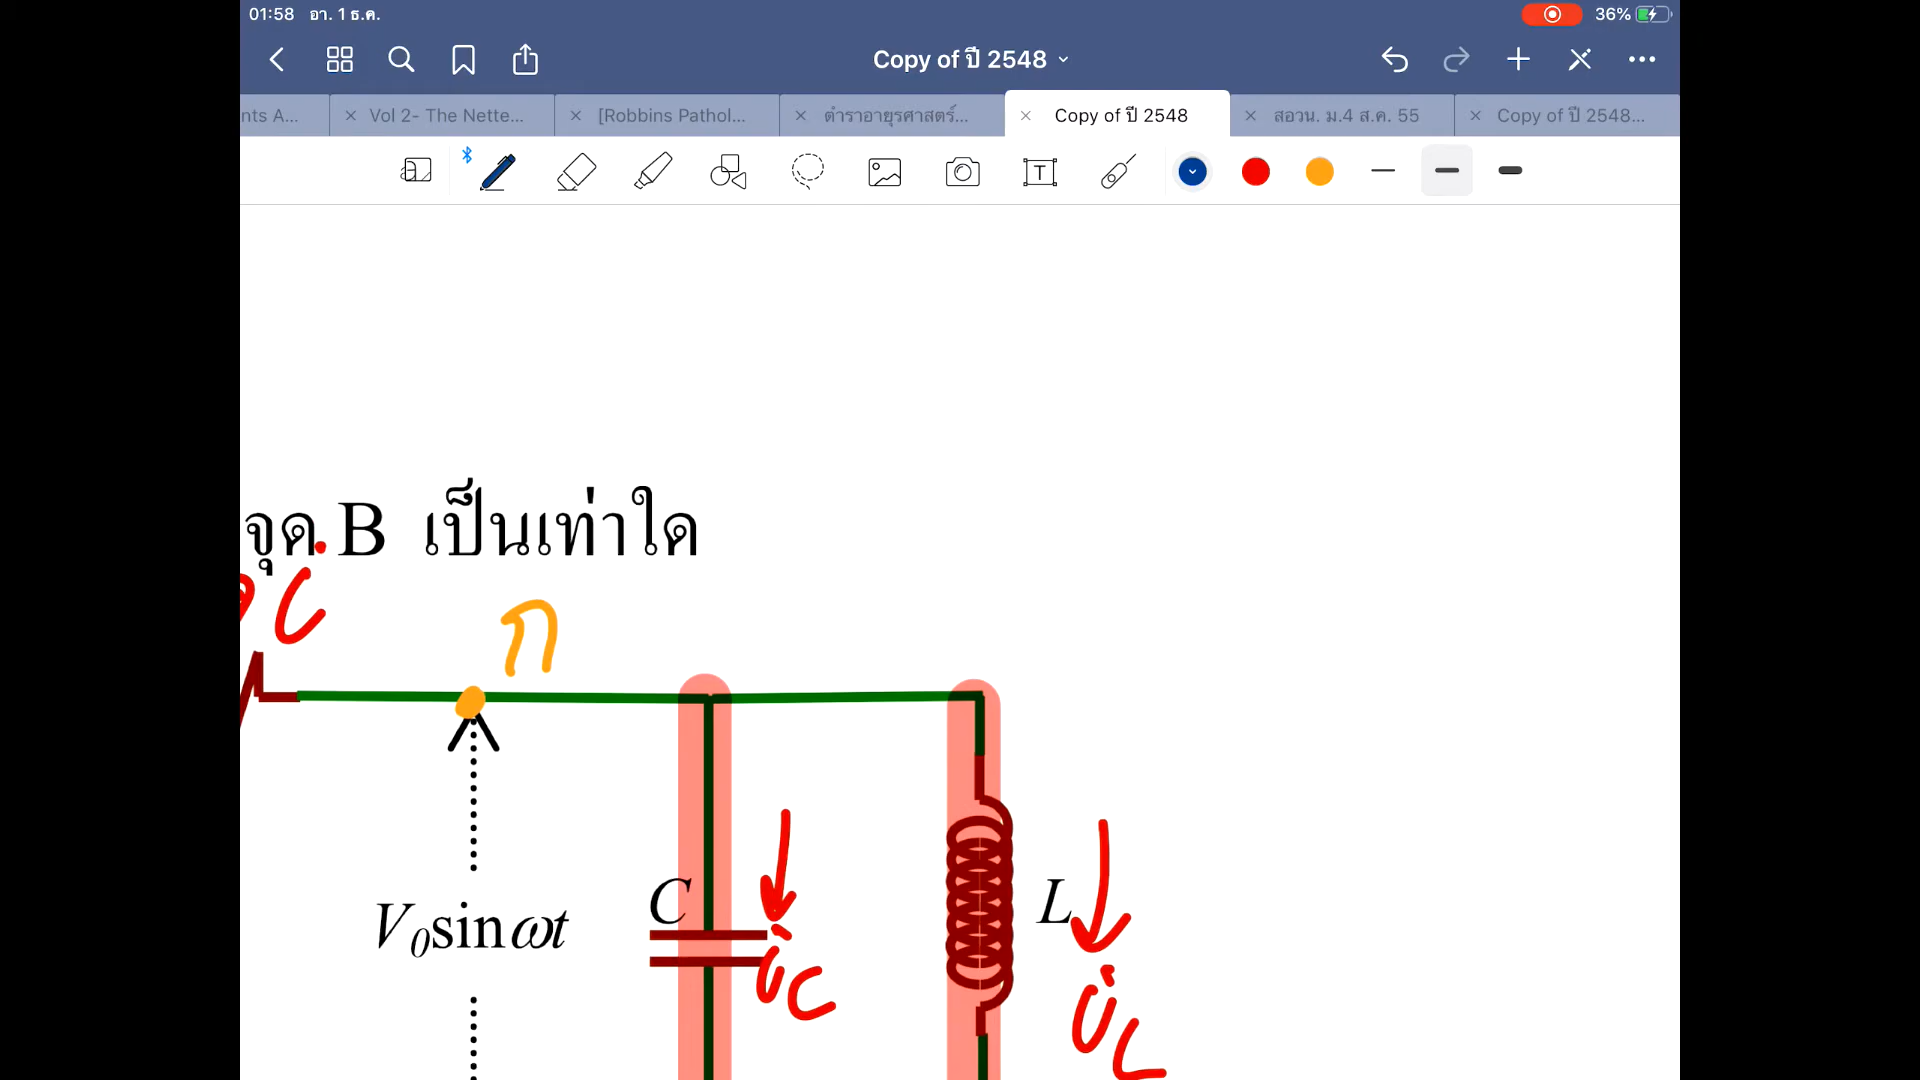 01:58 อา. 1 ธ.ค.
36%
Copy of ปี 2548
nts A...
Vol 2- The Nette...
[Robbins Pathol...
ตำราอายุรศาสตร์...
Copy of ปี 2548
สอวน. ม.4 ส.ค. 55
Copy of ปี 2548...
T
จุด B เป็นเท่าใด
C
ก
C
L
V₀sinωt
i_C
i_L